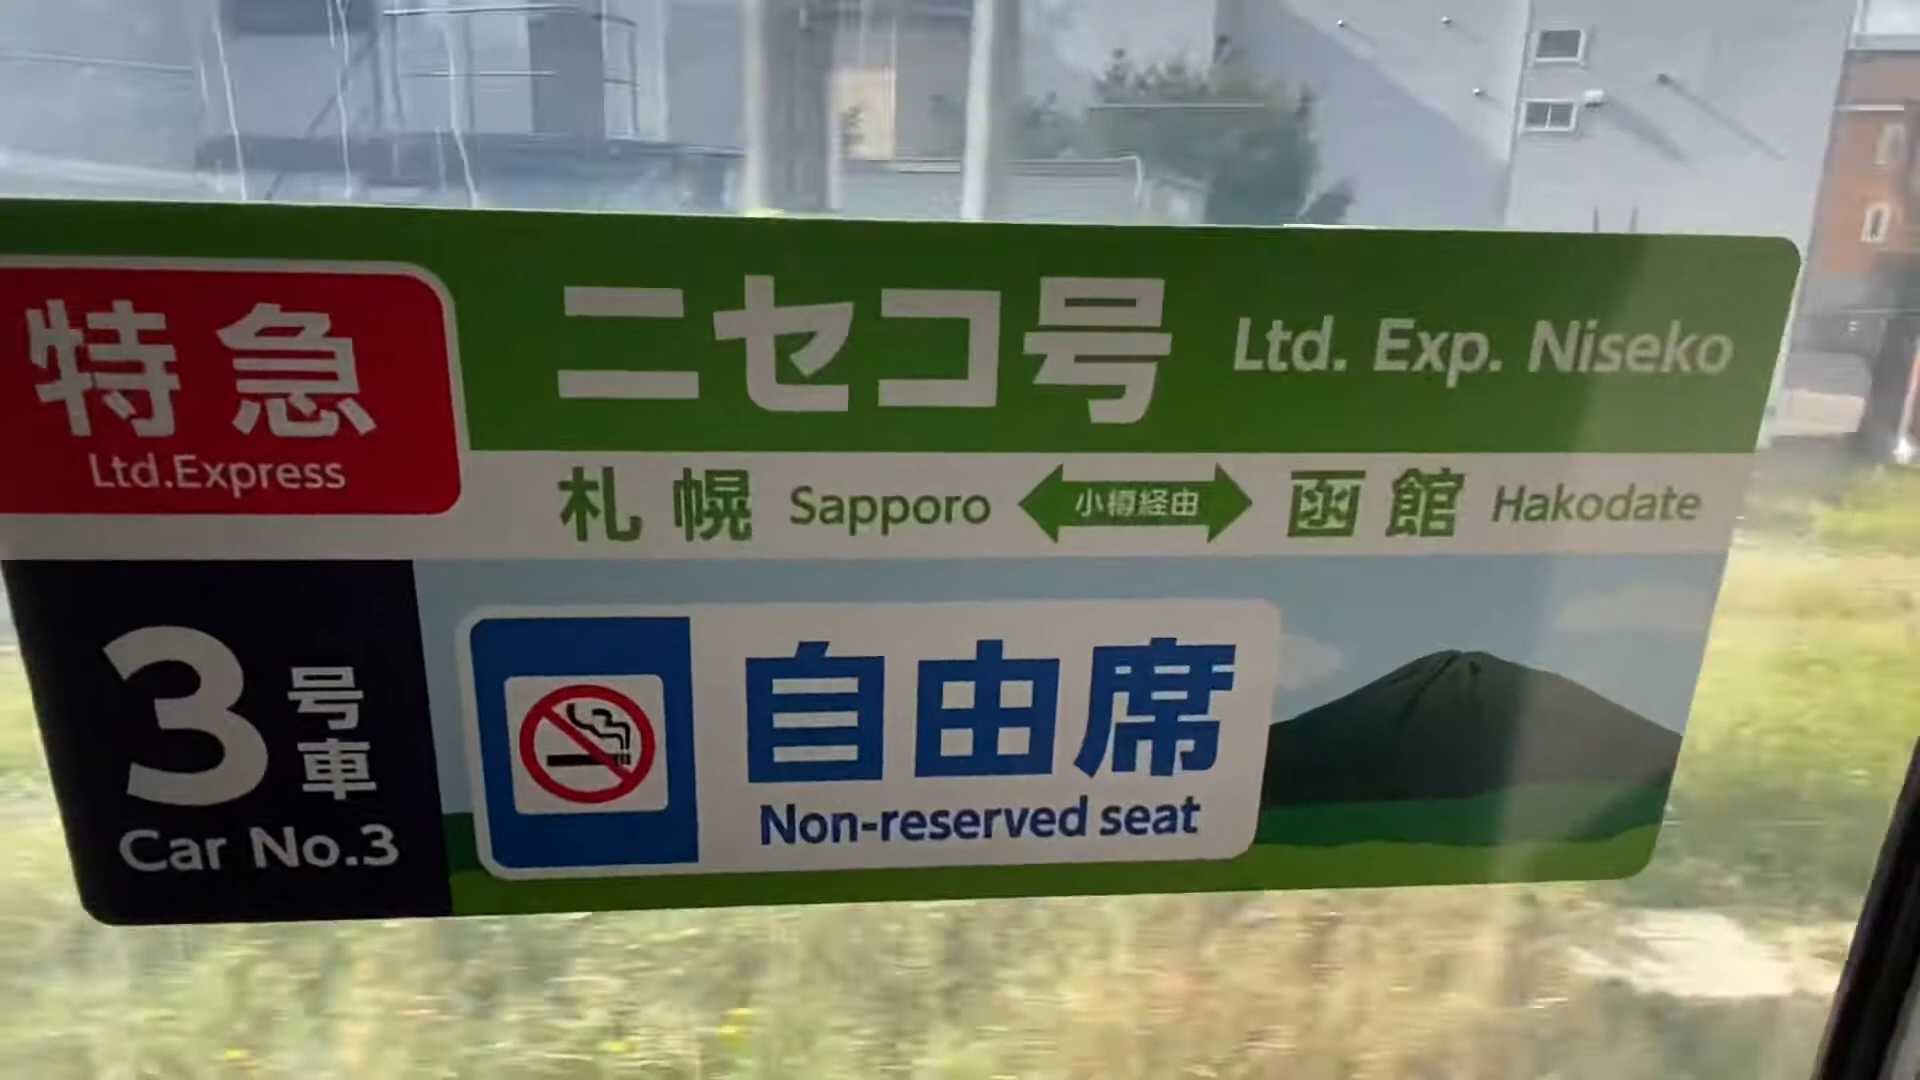 特急
Ltd.Express
ニセコ号 Ltd. Exp. Niseko
札幌 Sapporo 小樽経由 函館 Hakodate
3号車
Car No.3
自由席
Non-reserved seat